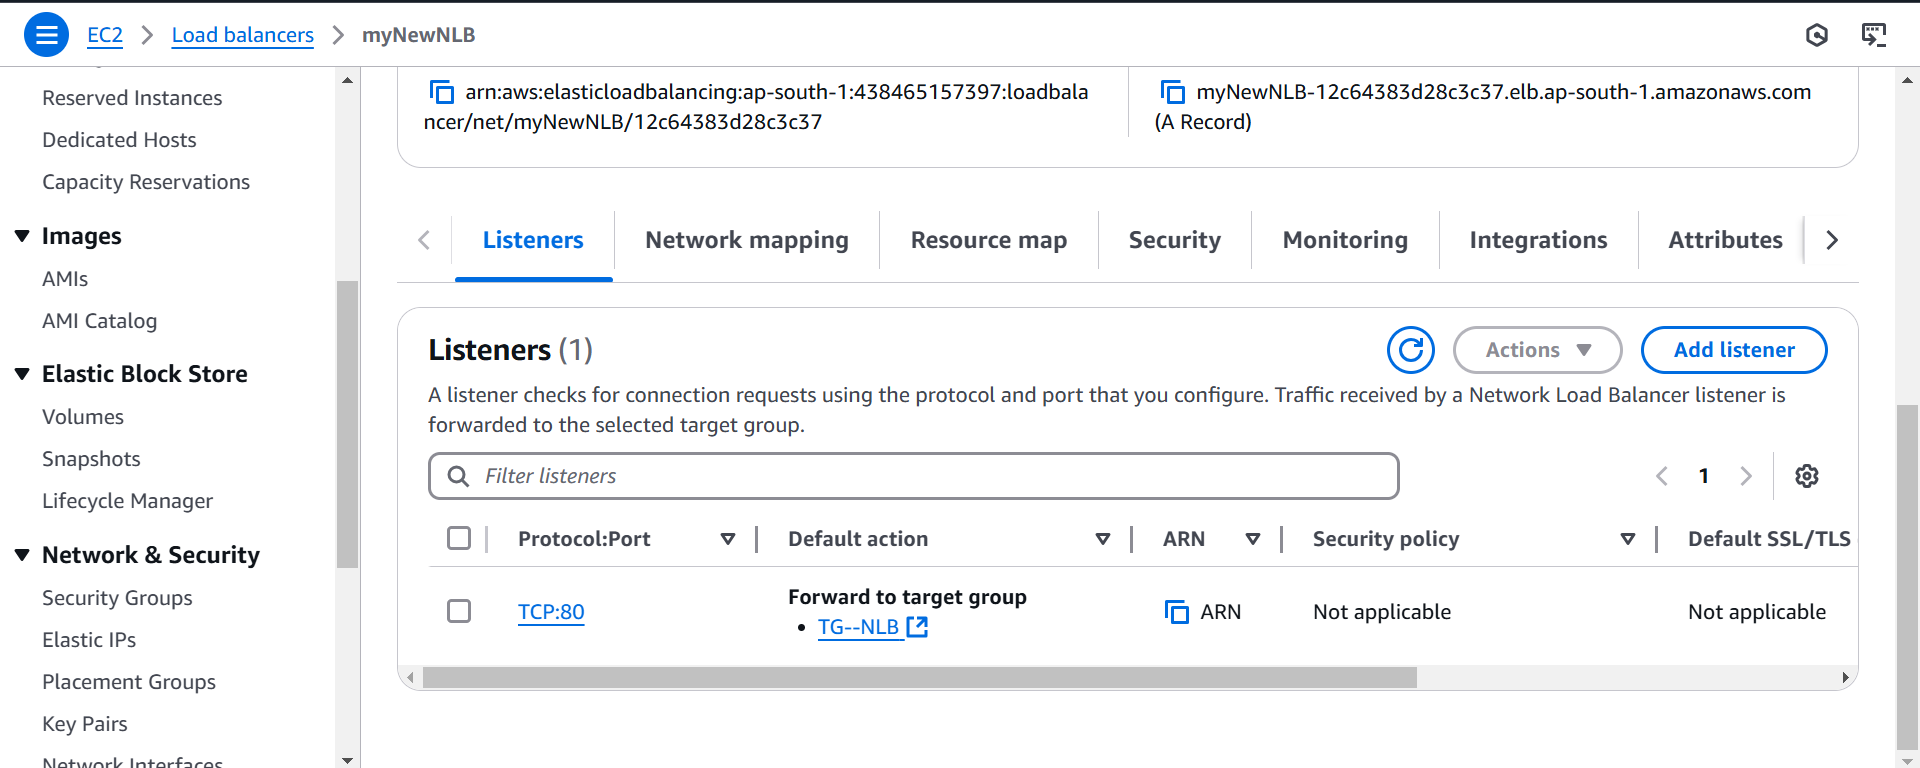 EC2 > Load balancers > myNewNLB
Reserved Instances
Dedicated Hosts
Capacity Reservations
Images
AMIs
AMI Catalog
Elastic Block Store
Volumes
Snapshots
Lifecycle Manager
Network & Security
Security Groups
Elastic IPs
Placement Groups
Key Pairs
Network Interfaces
arn:aws:elasticloadbalancing:ap-south-1:438465157397:loadbala
ncer/net/myNewNLB/12c64383d28c3c37
myNewNLB-12c64383d28c3c37.elb.ap-south-1.amazonaws.com
(A Record)
Listeners Network mapping Resource map Security Monitoring Integrations Attributes
Listeners (1)
Actions Add listener
A listener checks for connection requests using the protocol and port that you configure. Traffic received by a Network Load Balancer listener is
forwarded to the selected target group.
Filter listeners
1
Protocol:Port Default action ARN Security policy Default SSL/TLS
TCP:80 Forward to target group ARN Not applicable Not applicable
• TG--NLB